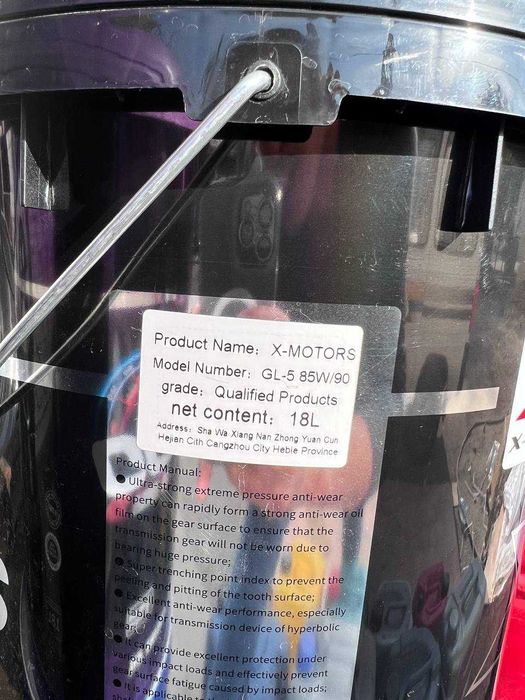 Product Name: X-MOTORS
Model Number: GL-5 85W/90
grade: Qualified Products
net content: 18L
Address: Sha Wa Xiang Nan Zhong Yuan Cun
Hejian Cith Cangzhou City Hebie Province
Product Manual:
● Ultra-strong extreme pressure anti-wear
property can rapidly form a strong anti-wear oil
film on the gear surface to ensure that the
transmission gear will not be worn due to
bearing huge pressure;
● Super trenching point index to prevent the
peeling and pitting of the tooth surface;
● Excellent anti-wear performance, especially
suitable for transmission device of hyperbolic
gear;
● It can provide excellent protection under
various impact loads and effectively prevent
gear surface fatigue caused by impact loads;
● It is applicable